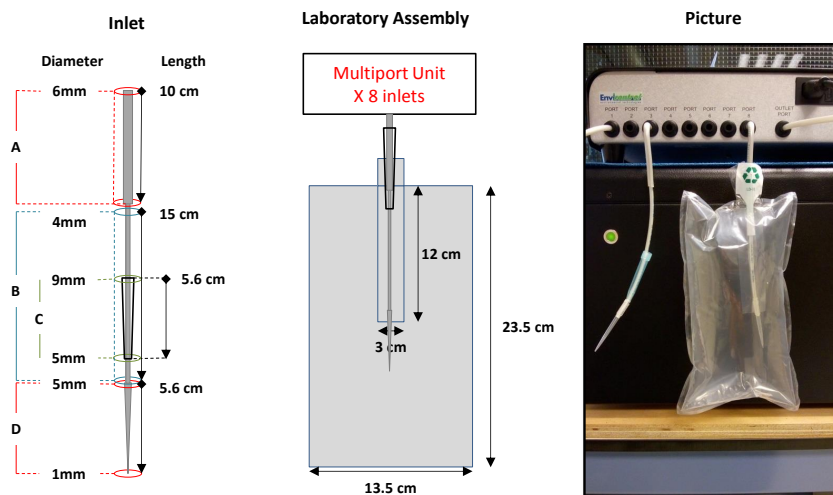 Inlet
Diameter Length
6mm 10 cm
A
4mm 15 cm
B
9mm 5.6 cm
C
5mm
5mm 5.6 cm
D
1mm
Laboratory Assembly
Multiport Unit
X 8 inlets
12 cm
3 cm
23.5 cm
13.5 cm
Picture
PORT 1 PORT 2 PORT 3 PORT 4 PORT 5 PORT 6 PORT 7 PORT 8 OUTLET PORT